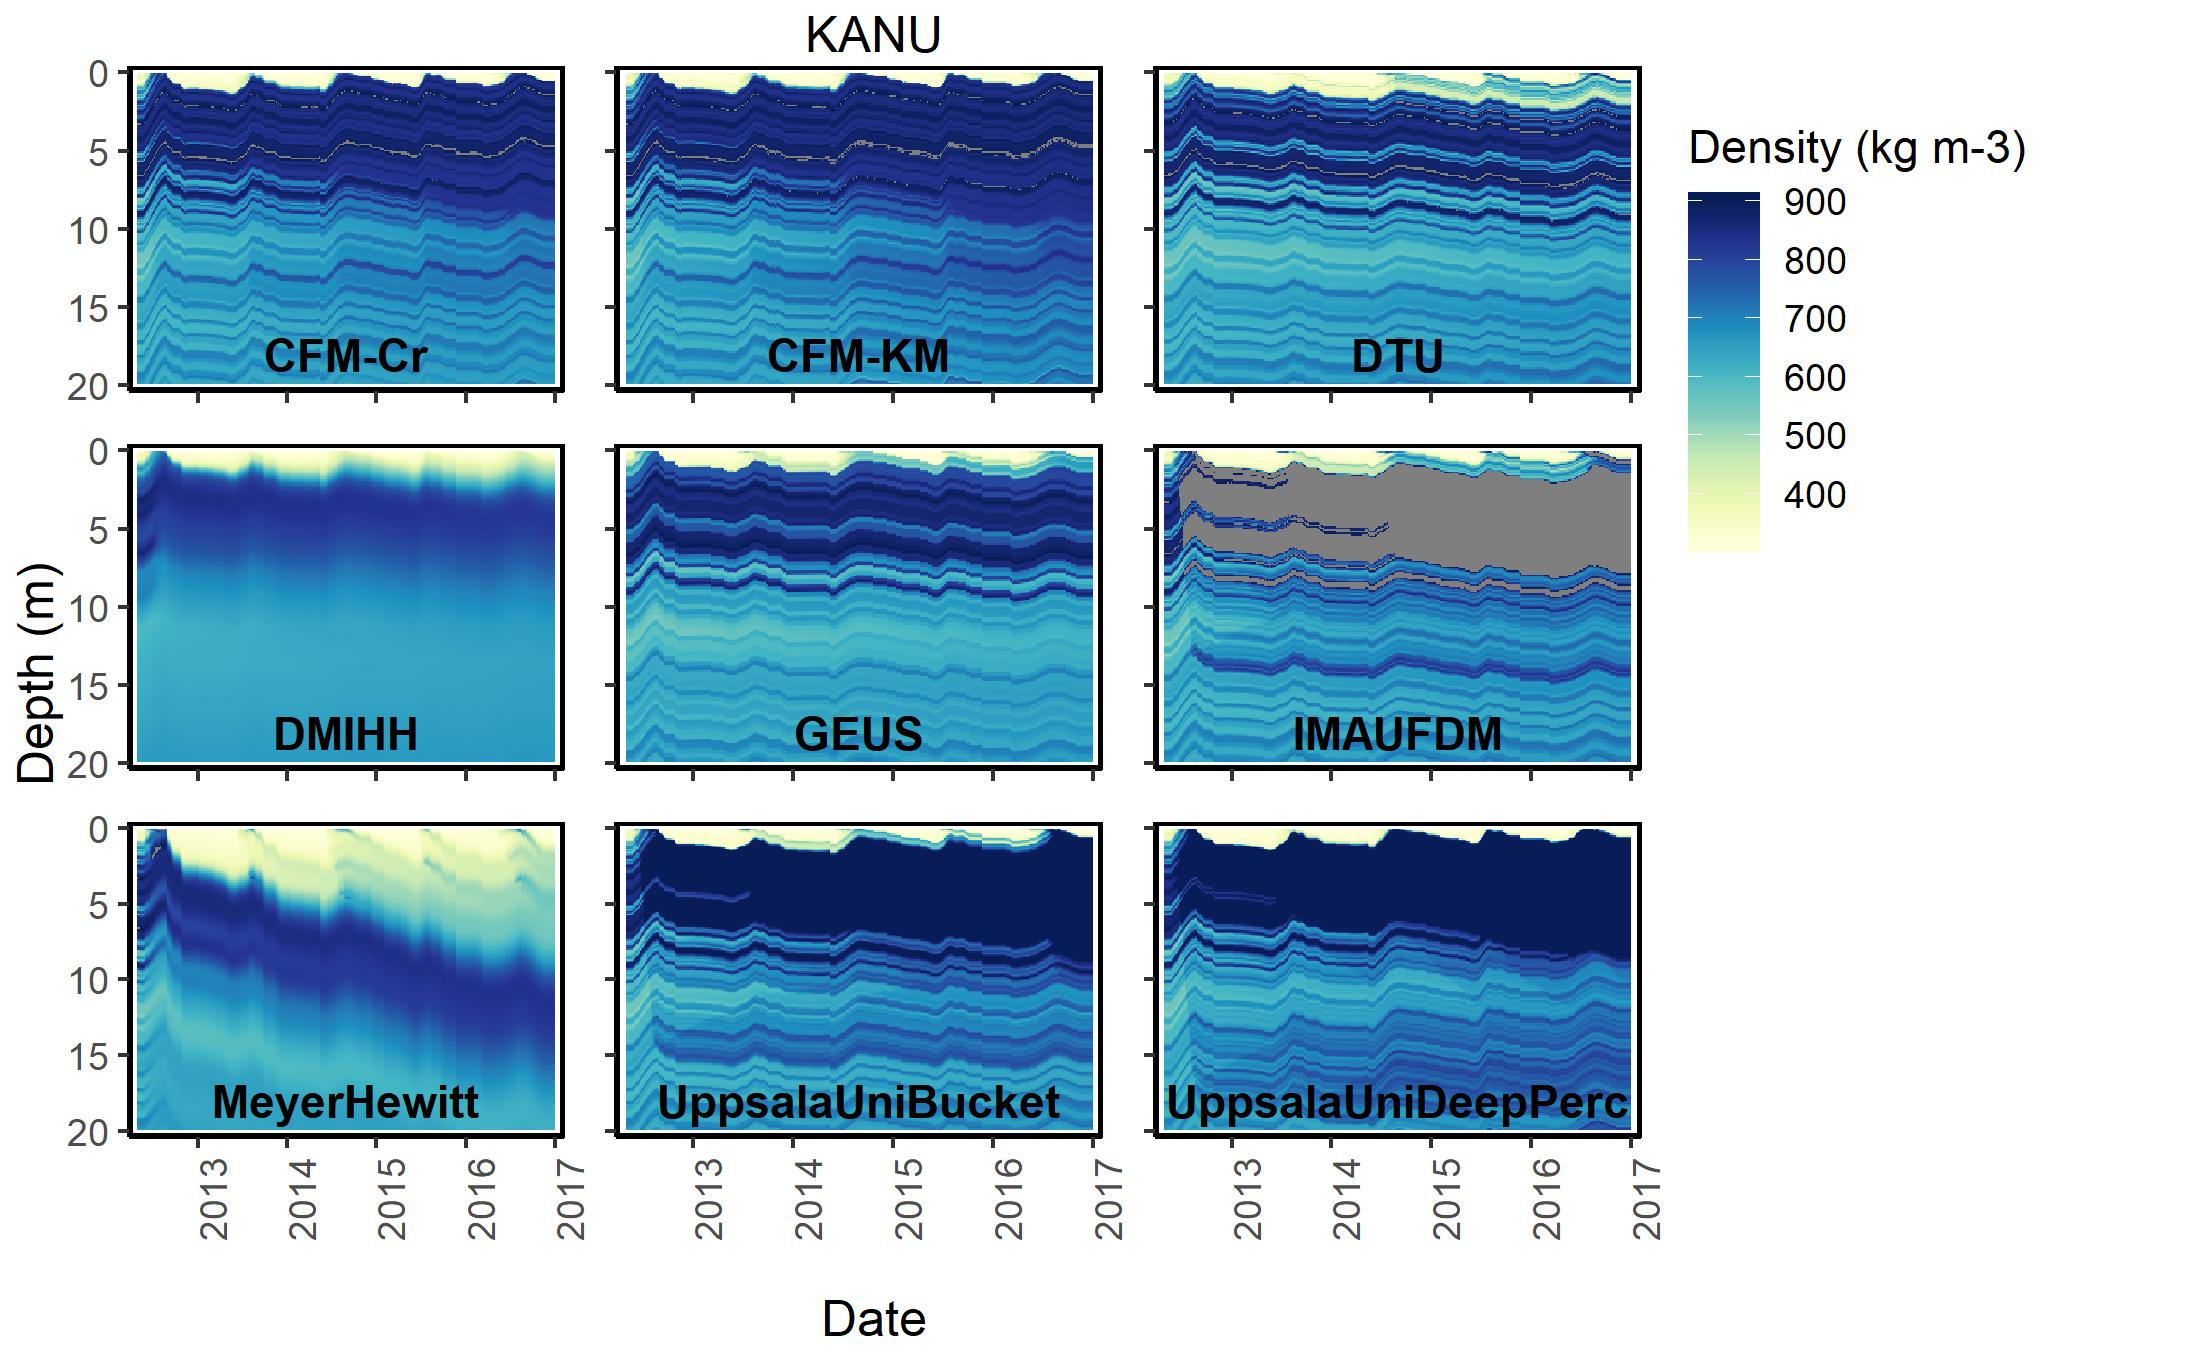 KANU
0
5
10
15
20
CFM-Cr
CFM-KM
DTU
Density (kg m-3)
900
800
700
600
500
400
Depth (m)
0
5
10
15
20
DMIHH
GEUS
IMAUFDM
0
5
10
15
20
MeyerHewitt
UppsalaUniBucket
UppsalaUniDeepPerc
2013 2014 2015 2016 2017
2013 2014 2015 2016 2017
2013 2014 2015 2016 2017
Date